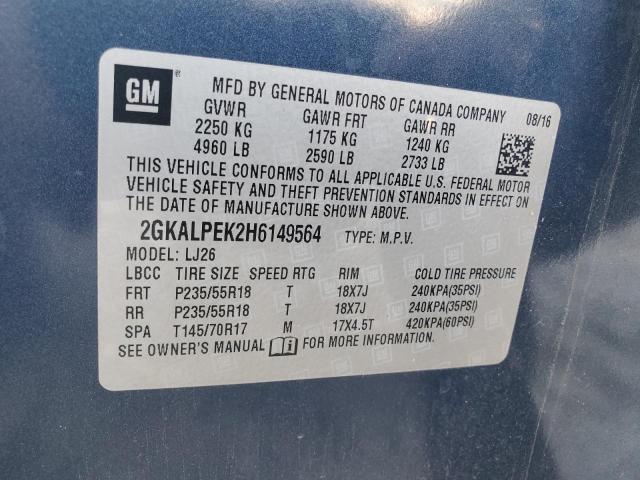 GM
MFD BY GENERAL MOTORS OF CANADA COMPANY 08/16
GVWR GAWR FRT GAWR RR
2250 KG 1175 KG 1240 KG
4960 LB 2590 LB 2733 LB
THIS VEHICLE CONFORMS TO ALL APPLICABLE U.S. FEDERAL MOTOR
VEHICLE SAFETY AND THEFT PREVENTION STANDARDS IN EFFECT ON
THE DATE OF MANUFACTURE SHOWN ABOVE.
2GKALPEK2H6149564 TYPE: M.P.V.
MODEL: LJ26
LBCC TIRE SIZE SPEED RTG RIM COLD TIRE PRESSURE
FRT P235/55R18 T 18X7J 240KPA(35PSI)
RR P235/55R18 T 18X7J 240KPA(35PSI)
SPA T145/70R17 M 17X4.5T 420KPA(60PSI)
SEE OWNER'S MANUAL FOR MORE INFORMATION.